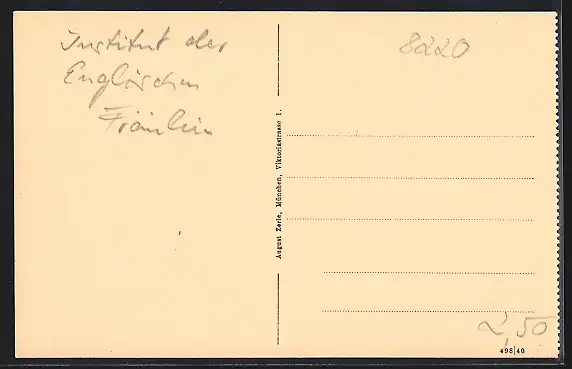 Institut der
Englischen
Fräulein
8220
August Zerle, München, Viktoriastrasse 1.
2,50
498|40